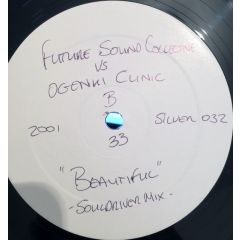 FUTURE SOUND COLLECTIVE
VS
OGENKI CLINIC
B
2001 SILVER 032
33
"BEAUTIFUL"
-SOULDRIVER MIX-